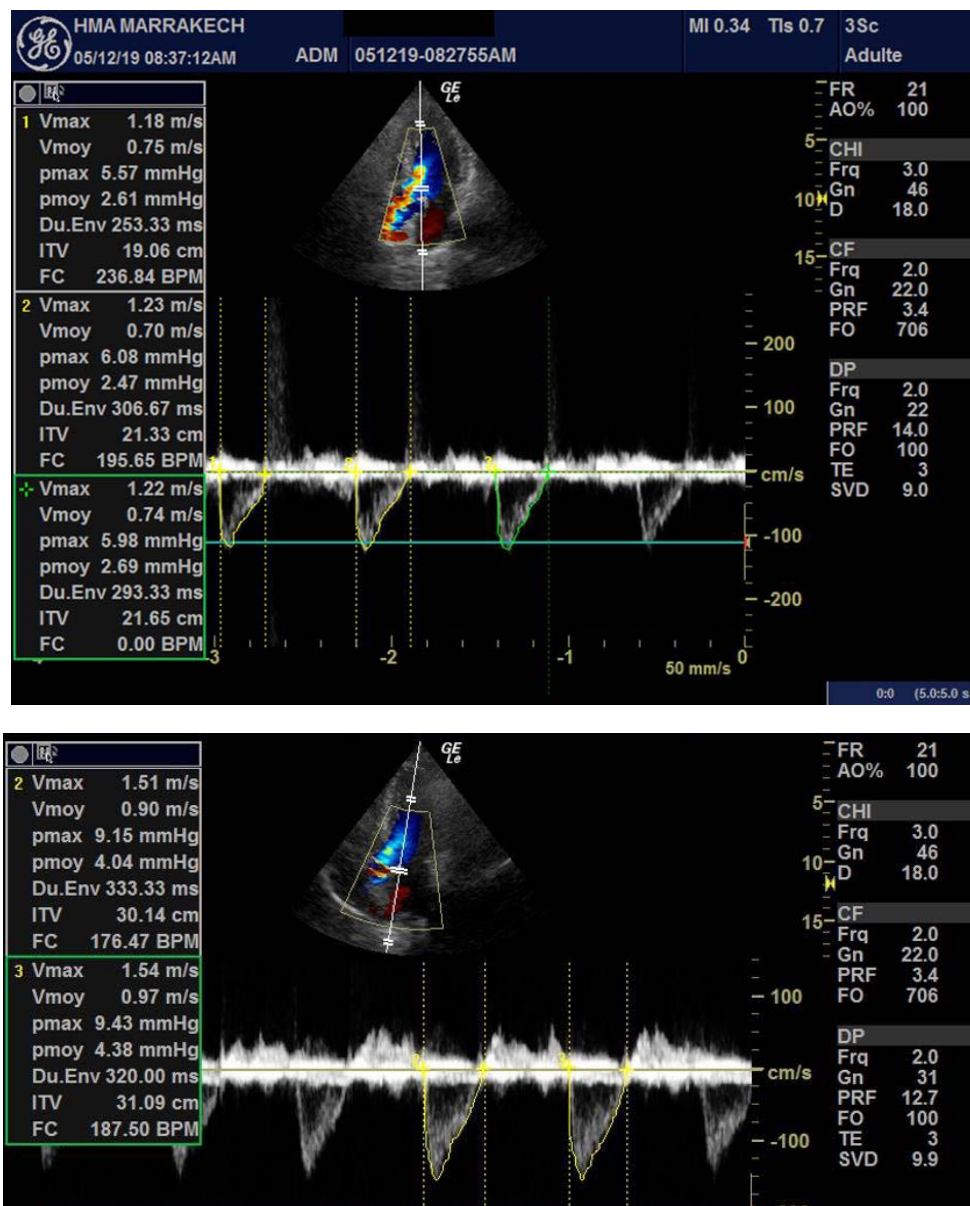 HMA MARRAKECH MI 0.34 TIs 0.7 3Sc
05/12/19 08:37:12AM ADM 051219-082755AM Adulte
GE
Le
1 Vmax 1.18 m/s
Vmoy 0.75 m/s
pmax 5.57 mmHg
pmoy 2.61 mmHg
Du.Env 253.33 ms
ITV 19.06 cm
FC 236.84 BPM
2 Vmax 1.23 m/s
Vmoy 0.70 m/s
pmax 6.08 mmHg
pmoy 2.47 mmHg
Du.Env 306.67 ms
ITV 21.33 cm
FC 195.65 BPM
Vmax 1.22 m/s
Vmoy 0.74 m/s
pmax 5.98 mmHg
pmoy 2.69 mmHg
Du.Env 293.33 ms
ITV 21.65 cm
FC 0.00 BPM
5
10
15
200
100
cm/s
-100
-200
-3 -2 -1 0
50 mm/s
FR 21
AO% 100
CHI
Frq 3.0
Gn 46
D 18.0
CF
Frq 2.0
Gn 22.0
PRF 3.4
FO 706
DP
Frq 2.0
Gn 22
PRF 14.0
FO 100
TE 3
SVD 9.0
0:0 (5.0:5.0 s
GE
Le
2 Vmax 1.51 m/s
Vmoy 0.90 m/s
pmax 9.15 mmHg
pmoy 4.04 mmHg
Du.Env 333.33 ms
ITV 30.14 cm
FC 176.47 BPM
3 Vmax 1.54 m/s
Vmoy 0.97 m/s
pmax 9.43 mmHg
pmoy 4.38 mmHg
Du.Env 320.00 ms
ITV 31.09 cm
FC 187.50 BPM
5
10
15
100
cm/s
-100
FR 21
AO% 100
CHI
Frq 3.0
Gn 46
D 18.0
CF
Frq 2.0
Gn 22.0
PRF 3.4
FO 706
DP
Frq 2.0
Gn 31
PRF 12.7
FO 100
TE 3
SVD 9.9